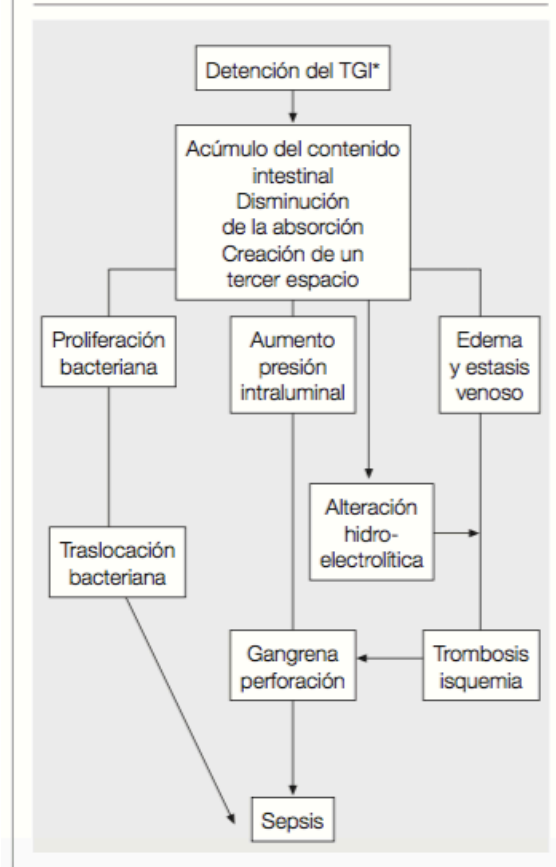 Detención del TGI*
Acúmulo del contenido
intestinal
Disminución
de la absorción
Creación de un
tercer espacio
Proliferación
bacteriana
Aumento
presión
intraluminal
Edema
y estasis
venoso
Alteración
hidro-
electrolítica
Traslocación
bacteriana
Gangrena
perforación
Trombosis
isquemia
Sepsis